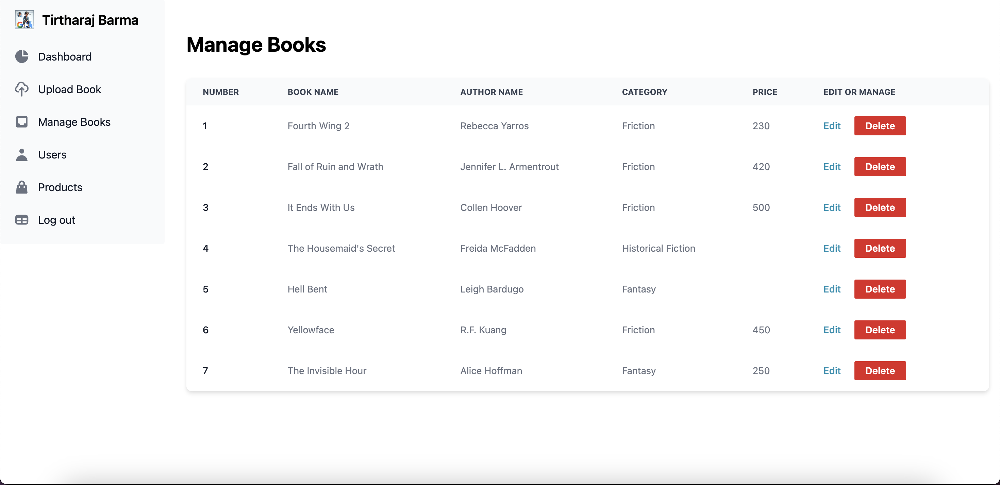 Tirtharaj Barma
Dashboard
Upload Book
Manage Books
Users
Products
Log out
Manage Books
NUMBER BOOK NAME AUTHOR NAME CATEGORY PRICE EDIT OR MANAGE
1 Fourth Wing 2 Rebecca Yarros Friction 230 Edit Delete
2 Fall of Ruin and Wrath Jennifer L. Armentrout Friction 420 Edit Delete
3 It Ends With Us Collen Hoover Friction 500 Edit Delete
4 The Housemaid's Secret Freida McFadden Historical Fiction Edit Delete
5 Hell Bent Leigh Bardugo Fantasy Edit Delete
6 Yellowface R.F. Kuang Friction 450 Edit Delete
7 The Invisible Hour Alice Hoffman Fantasy 250 Edit Delete